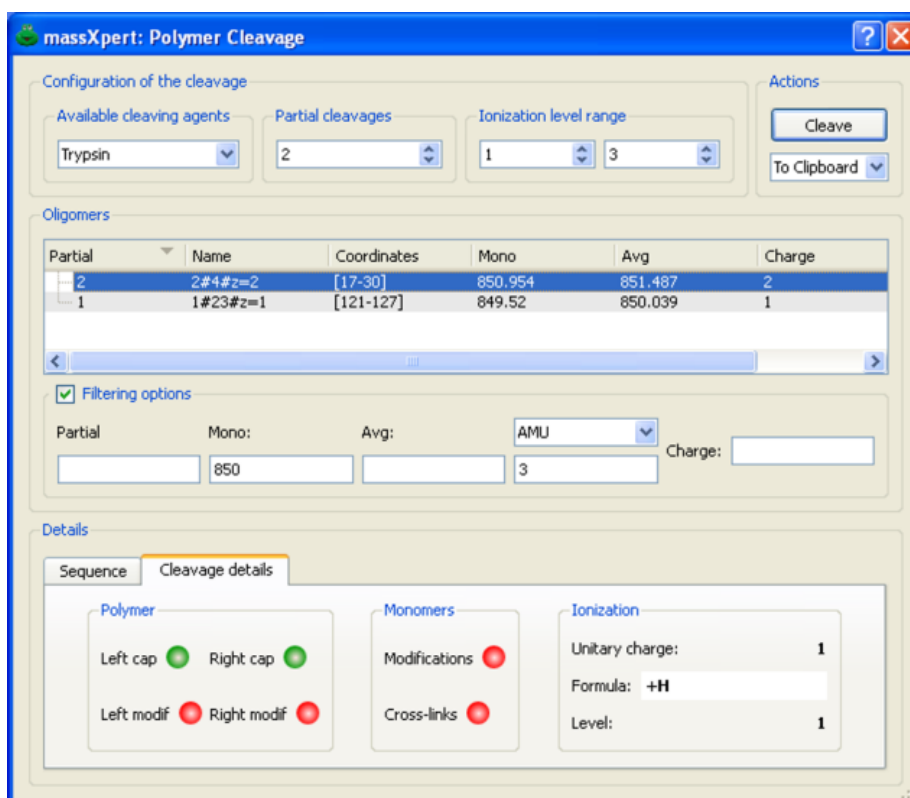 massXpert: Polymer Cleavage
Configuration of the cleavage
Actions
Available cleaving agents
Partial cleavages
Ionization level range
Trypsin
2
1
3
Cleave
To Clipboard
Oligomers
Partial Name Coordinates Mono Avg Charge
2 2#4#z=2 [17-30] 850.954 851.487 2
1 1#23#z=1 [121-127] 849.52 850.039 1
Filtering options
Partial Mono: Avg: AMU
Charge:
850 3
Details
Sequence Cleavage details
Polymer
Left cap Right cap
Left modif Right modif
Monomers
Modifications
Cross-links
Ionization
Unitary charge: 1
Formula: +H
Level: 1